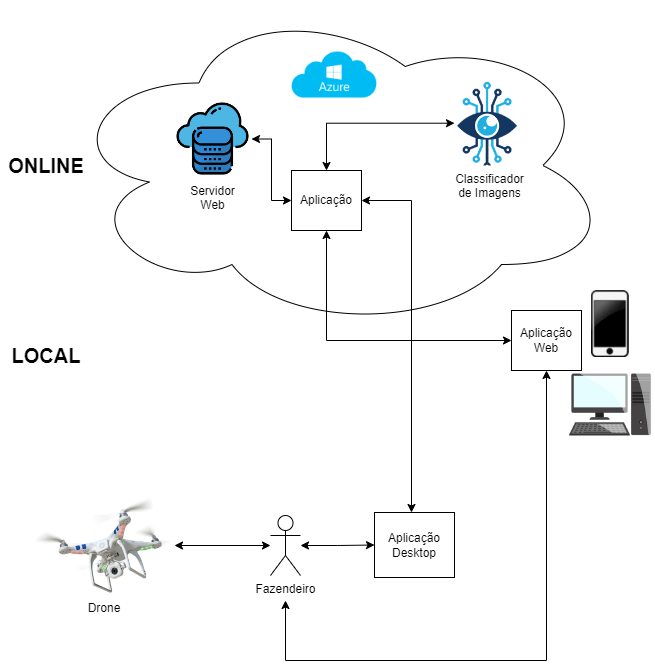 Azure
ONLINE
Servidor
Web
Aplicação
Classificador
de Imagens
LOCAL
Aplicação
Web
Aplicação
Desktop
Fazendeiro
Drone